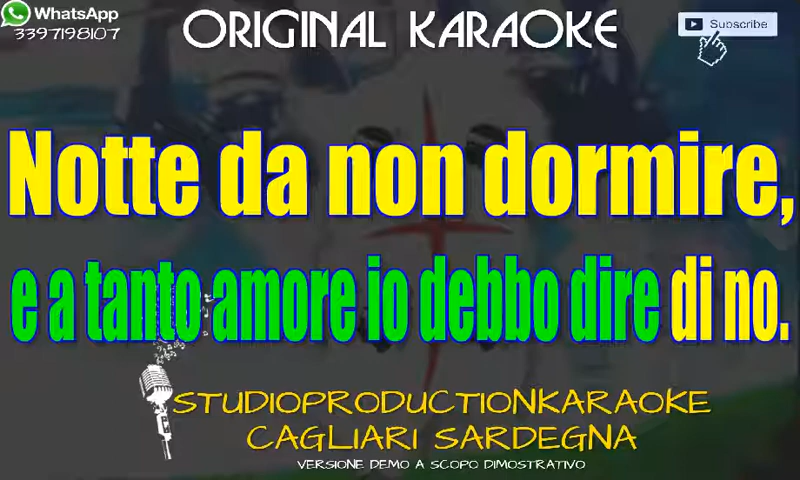 WhatsApp
3397198107
ORIGINAL KARAOKE
Subscribe
Notte da non dormire,
e a tanto amore io debbo dire di no.
STUDIOPRODUCTIONKARAOKE
CAGLIARI SARDEGNA
VERSIONE DEMO A SCOPO DIMOSTRATIVO